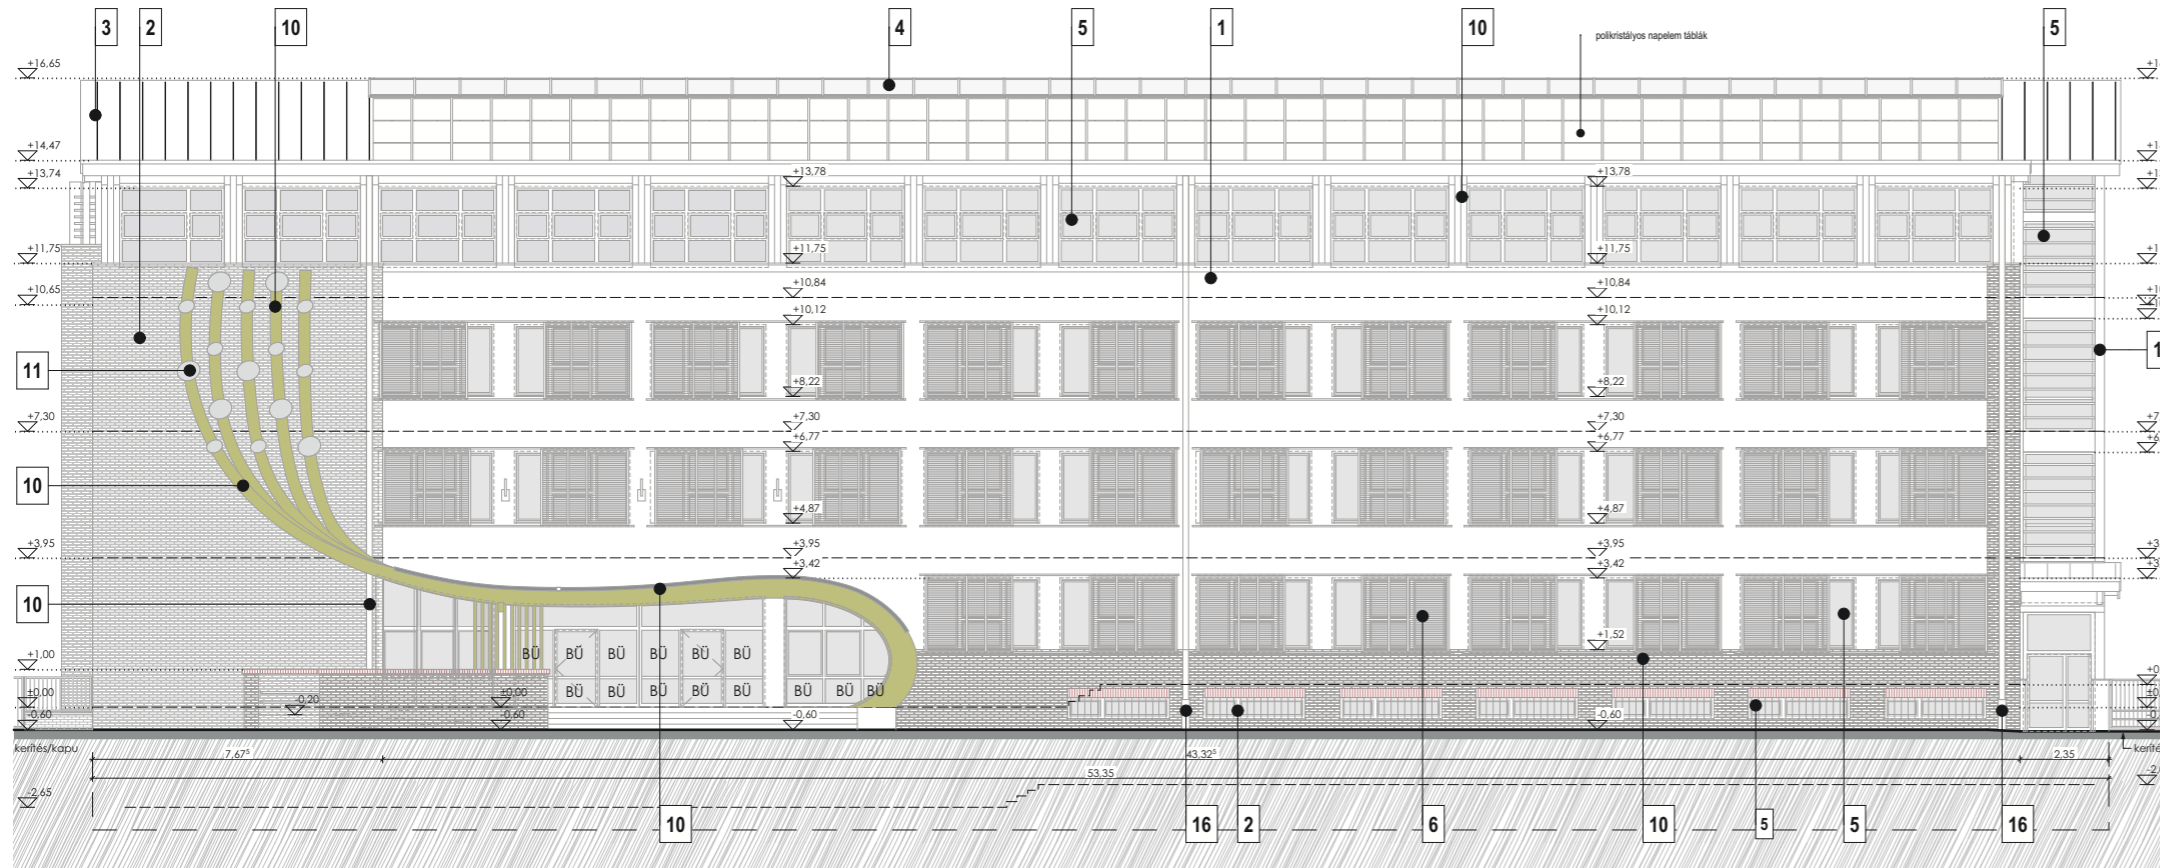 3 2 10 4 5 1 10 5
polikristályos napelem táblák
+16,65
+14,47
+13,74 +13,78 +13,78
+11,75 +11,75 +11,75
+10,65 +10,84 +10,84
+10,12 +10,12
11 1
+8,22 +8,22
+7,30 +7,30 +7,30
+6,77 +6,77
10
+4,87 +4,87
+3,95 +3,95 +3,95
+3,42 +3,42
10
+1,52
+1,00 BÜ BÜ BÜ BÜ BÜ BÜ
±0,00 -0,20 ±0,00 BÜ BÜ BÜ BÜ BÜ BÜ BÜ BÜ BÜ
-0,60 -0,60 -0,60 -0,60
kerítés/kapu 7,67⁵ 43,32⁵ 2,35
53,35
-2,65
10 16 2 6 10 5 5 16